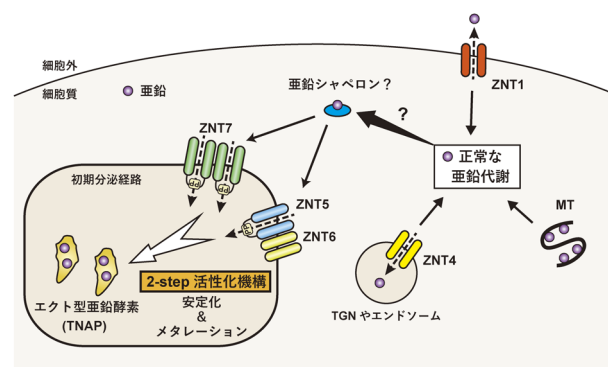 細胞外
細胞質
亜鉛
亜鉛シャペロン？
ZNT1
?
正常な
亜鉛代謝
MT
ZNT7
初期分泌経路
PP
PP
ZNT5
PP
ZNT6
ZNT4
TGN やエンドソーム
2-step 活性化機構
安定化
&
メタレーション
エクト型亜鉛酵素
(TNAP)